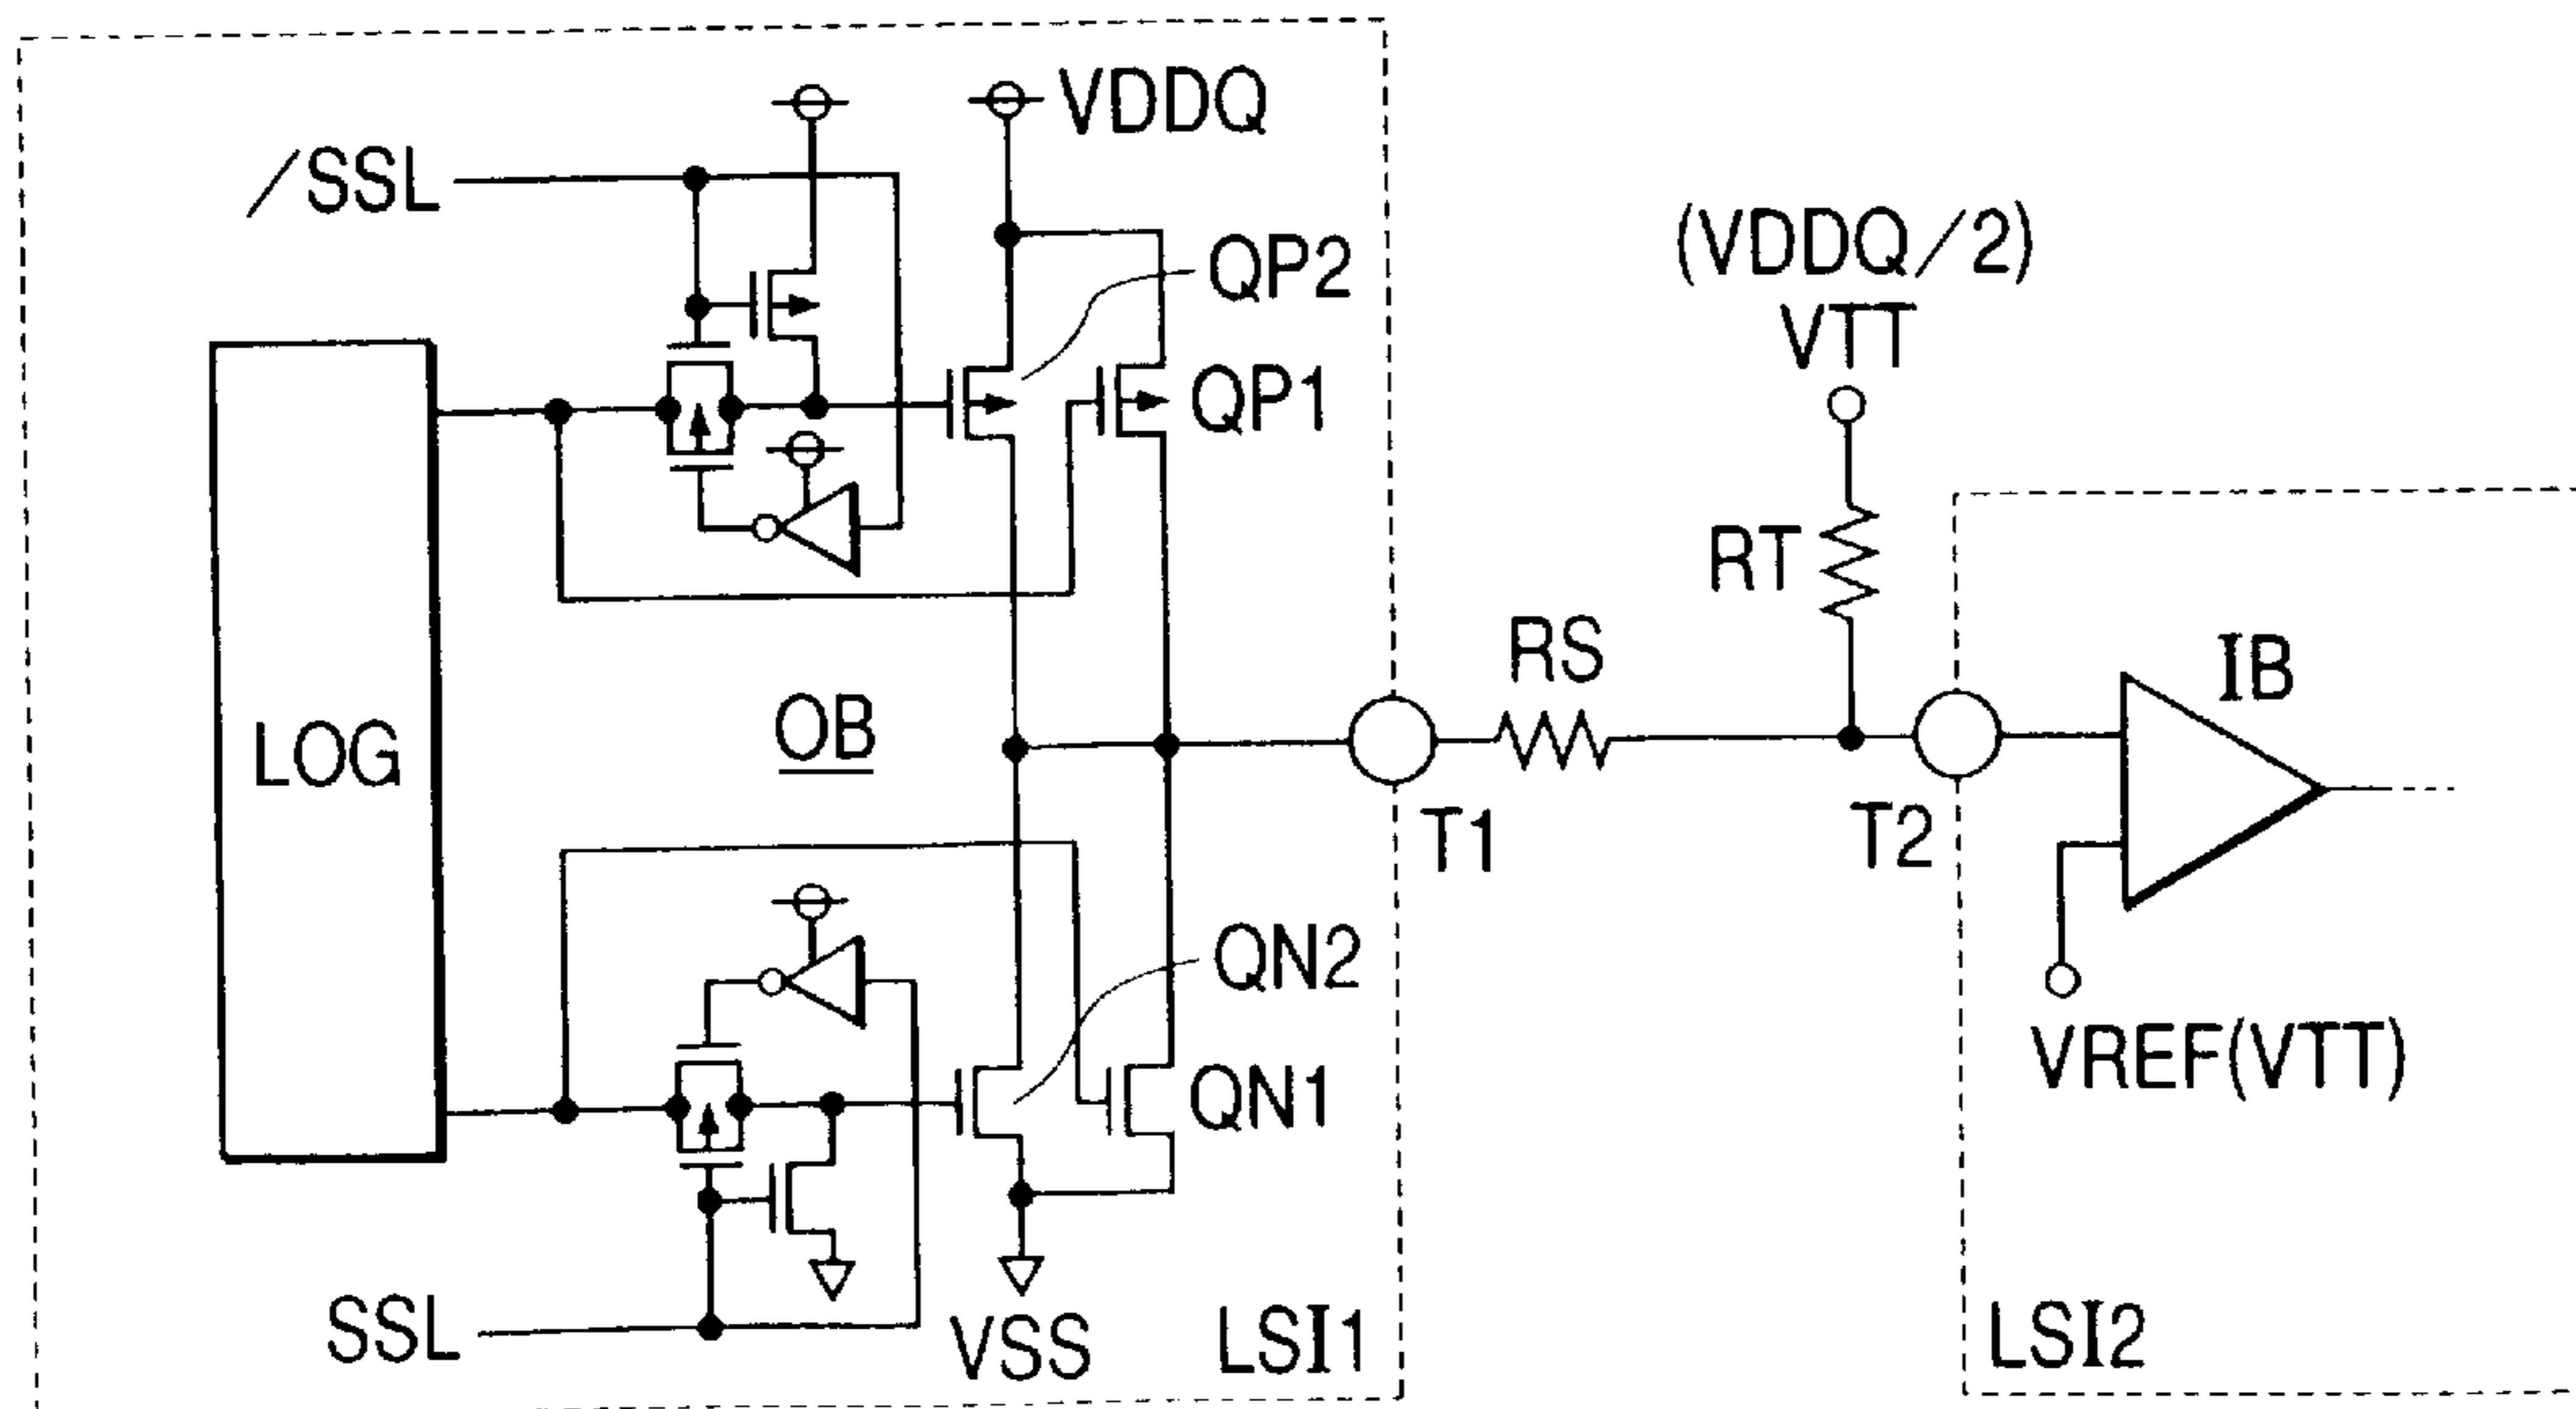 VDDQ
/SSL
QP2
(VDDQ/2)
VTT
QP1
RT
RS
IB
LOG
OB
T1
T2
QN2
VREF(VTT)
QN1
SSL
VSS
LSI1
LSI2